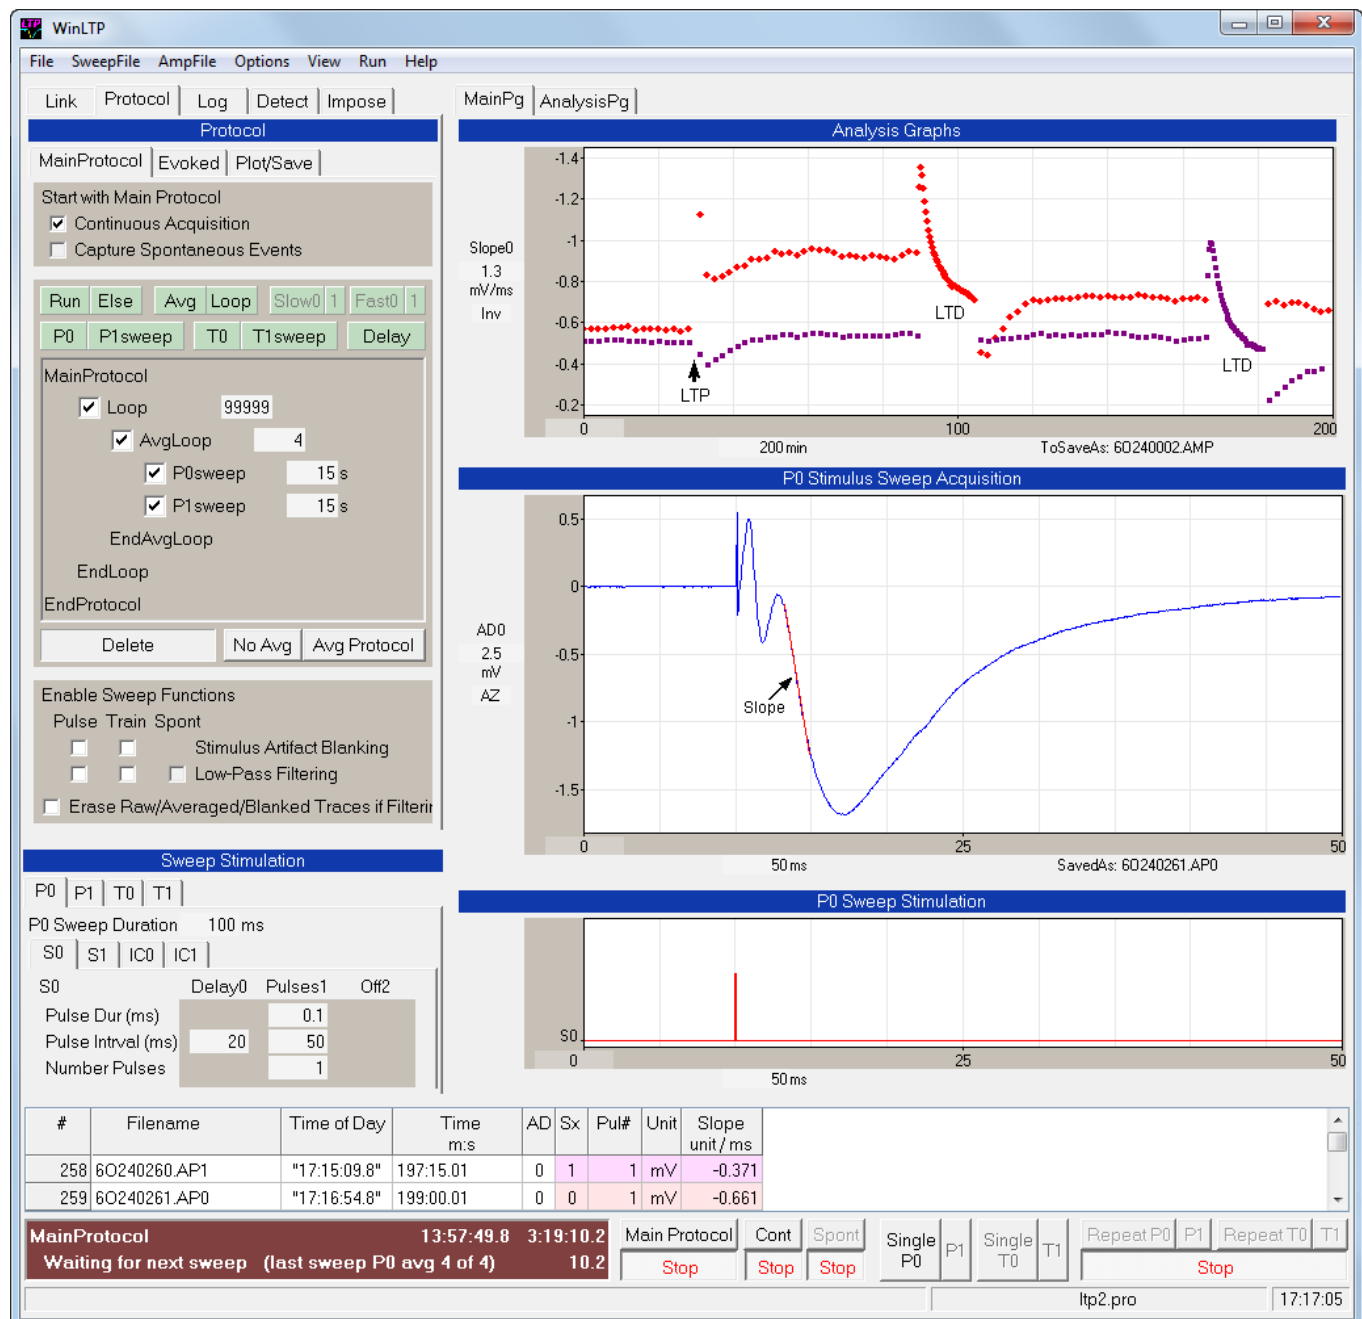 WinLTP
File SweepFile AmpFile Options View Run Help
Link Protocol Log Detect Impose
Protocol
MainProtocol Evoked Plot/Save
Start with Main Protocol
Continuous Acquisition
Capture Spontaneous Events
Run Else Avg Loop Slow0 1 Fast0 1
P0 P1sweep T0 T1sweep Delay
MainProtocol
Loop 99999
AvgLoop 4
P0sweep 15 s
P1sweep 15 s
EndAvgLoop
EndLoop
EndProtocol
Delete No Avg Avg Protocol
Enable Sweep Functions
Pulse Train Spont
Stimulus Artifact Blanking
Low-Pass Filtering
Erase Raw/Averaged/Blanked Traces if Filterin
Sweep Stimulation
P0 P1 T0 T1
P0 Sweep Duration 100 ms
S0 S1 IC0 IC1
S0 Delay0 Pulses1 Off2
Pulse Dur (ms) 0.1
Pulse Intrval (ms) 20 50
Number Pulses 1
MainPg AnalysisPg
Analysis Graphs
Slope0
1.3
mV/ms
Inv
-1.4
-1.2
-1
-0.8
-0.6
-0.4
-0.2
LTP
LTD
LTD
0 100 200
200 min ToSaveAs: 6O240002.AMP
P0 Stimulus Sweep Acquisition
AD0
2.5
mV
AZ
0.5
0
-0.5
-1
-1.5
Slope
0 25 50
50 ms SavedAs: 6O240261.AP0
P0 Sweep Stimulation
S0
0 25 50
50 ms
# Filename Time of Day Time m:s AD Sx Pul# Unit Slope unit / ms
258 6O240260.AP1 "17:15:09.8" 197:15.01 0 1 1 mV -0.371
259 6O240261.AP0 "17:16:54.8" 199:00.01 0 0 1 mV -0.661
MainProtocol 13:57:49.8 3:19:10.2
Waiting for next sweep (last sweep P0 avg 4 of 4) 10.2
Main Protocol Cont Spont
Stop Stop Stop
Single P0 P1 Single T0 T1
Repeat P0 P1 Repeat T0 T1
Stop
ltp2.pro 17:17:05